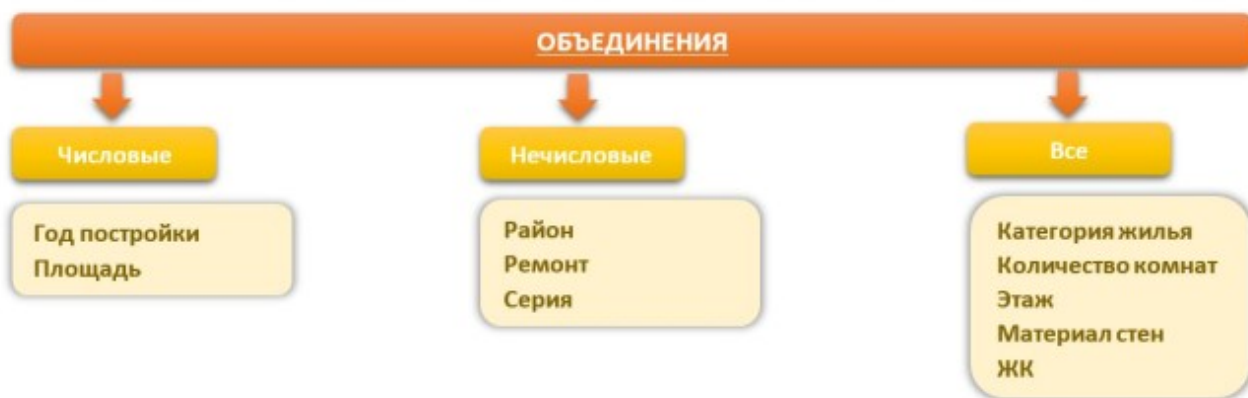 ОБЪЕДИНЕНИЯ
Числовые
Год постройки
Площадь
Нечисловые
Район
Ремонт
Серия
Все
Категория жилья
Количество комнат
Этаж
Материал стен
ЖК